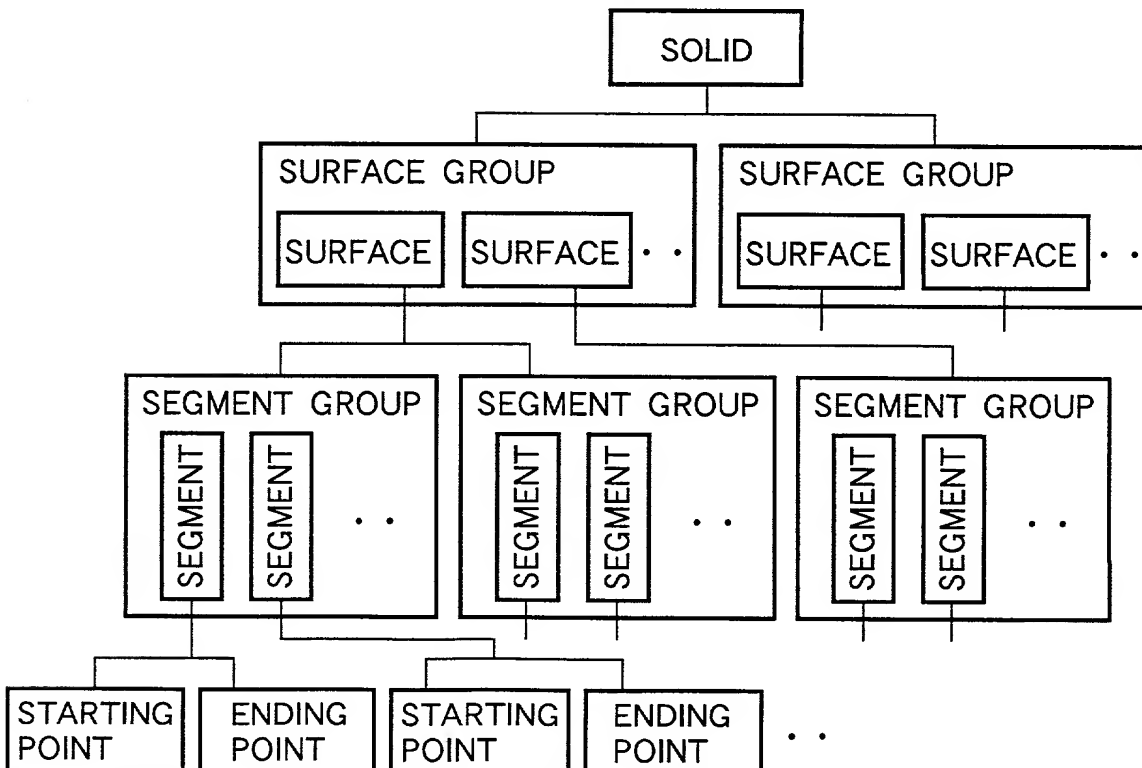 SOLID
SURFACE GROUP
SURFACE SURFACE . .
SURFACE GROUP
SURFACE SURFACE . .
SEGMENT GROUP
SEGMENT SEGMENT . .
SEGMENT GROUP
SEGMENT SEGMENT . .
SEGMENT GROUP
SEGMENT SEGMENT . .
STARTING
POINT
ENDING
POINT
STARTING
POINT
ENDING
POINT
. .